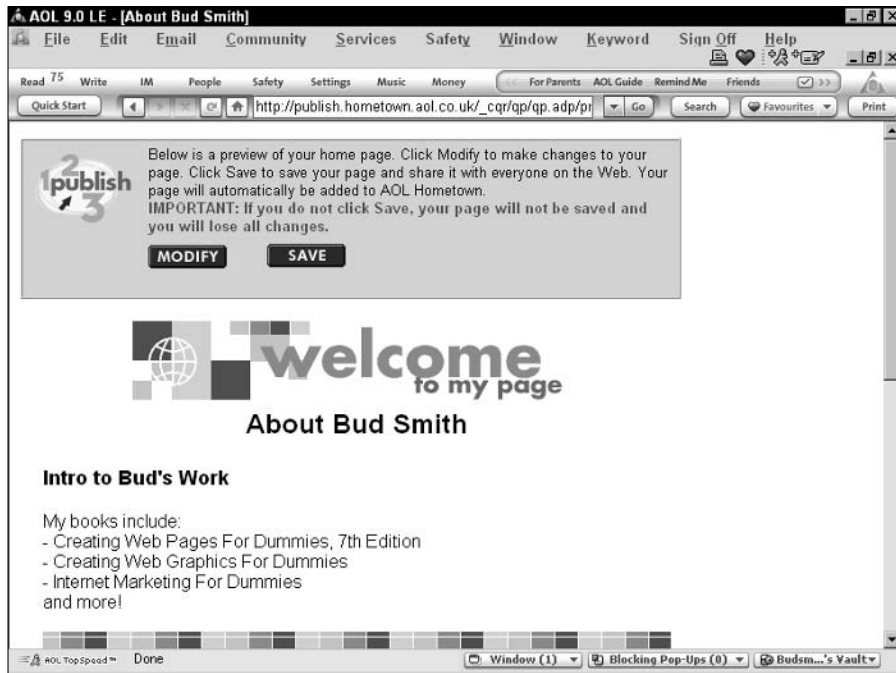 AOL 9.0 LE - [About Bud Smith]
File Edit Email Community Services Safety Window Keyword Sign Off Help
Read 75 Write IM People Safety Settings Music Money << For Parents AOL Guide Remind Me Friends >>
Quick Start http://publish.hometown.aol.co.uk/_cqr/qp/qp.adp/pr Go Search Favourites Print
123 publish
Below is a preview of your home page. Click Modify to make changes to your
page. Click Save to save your page and share it with everyone on the Web. Your
page will automatically be added to AOL Hometown.
IMPORTANT: If you do not click Save, your page will not be saved and
you will lose all changes.
MODIFY SAVE
welcome
to my page
About Bud Smith
Intro to Bud's Work
My books include:
- Creating Web Pages For Dummies, 7th Edition
- Creating Web Graphics For Dummies
- Internet Marketing For Dummies
and more!
AOL TopSpeed™ Done Window (1) Blocking Pop-Ups (0) Budsm...'s Vault